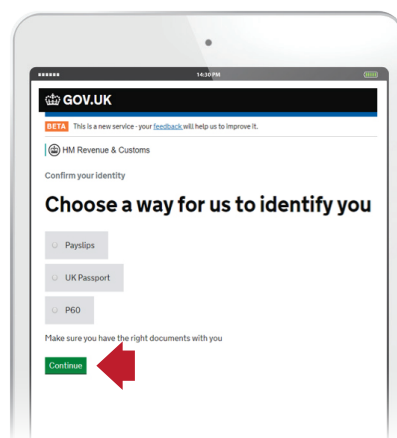 14:30 PM
GOV.UK
BETA This is a new service - your feedback will help us to improve it.
HM Revenue & Customs
Confirm your identity
Choose a way for us to identify you
Payslips
UK Passport
P60
Make sure you have the right documents with you
Continue